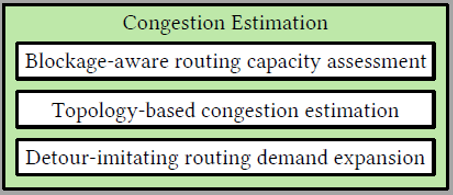 Congestion Estimation
Blockage-aware routing capacity assessment
Topology-based congestion estimation
Detour-imitating routing demand expansion